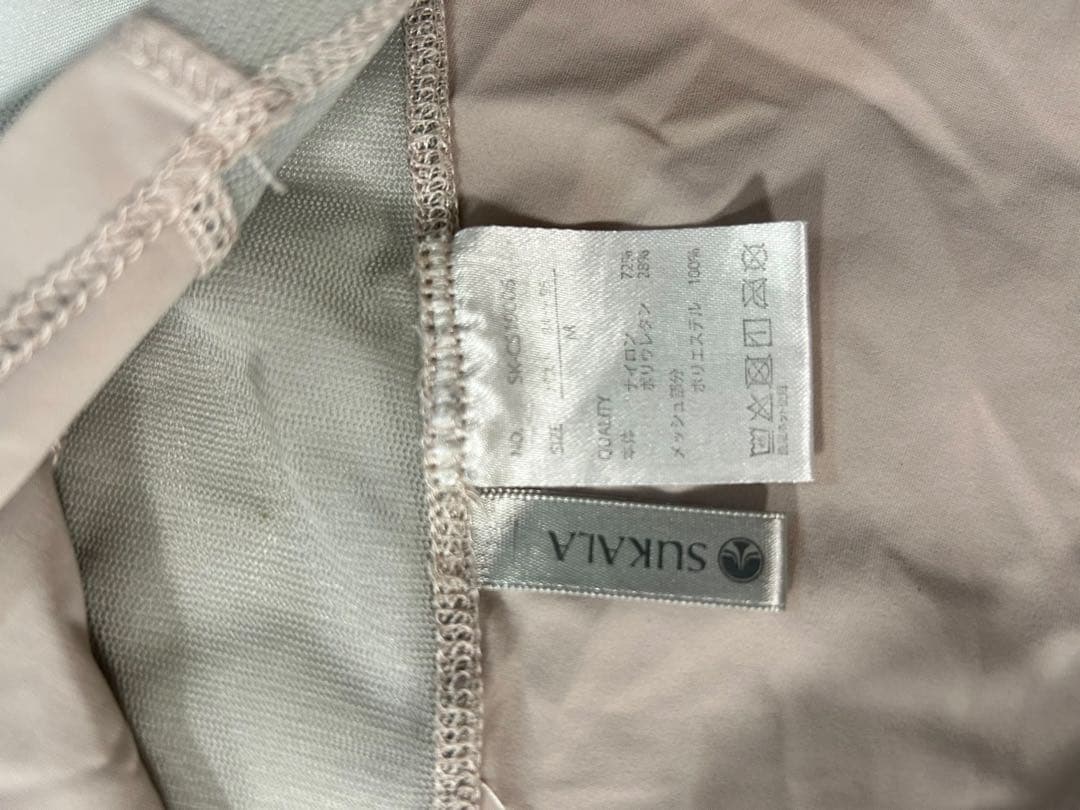 NO.
SIZE
M
QUALITY
本体 ナイロン 72%
ポリウレタン 28%
メッシュ部分
ポリエステル 100%
SUKALA